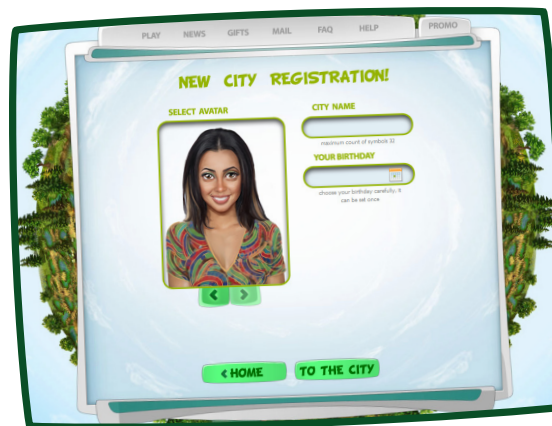 PLAY NEWS GIFTS MAIL FAQ HELP PROMO
NEW CITY REGISTRATION!
SELECT AVATAR
CITY NAME
maximum count of symbols 32
YOUR BIRTHDAY
choose your birthday carefully, it
can be set once
< HOME
TO THE CITY